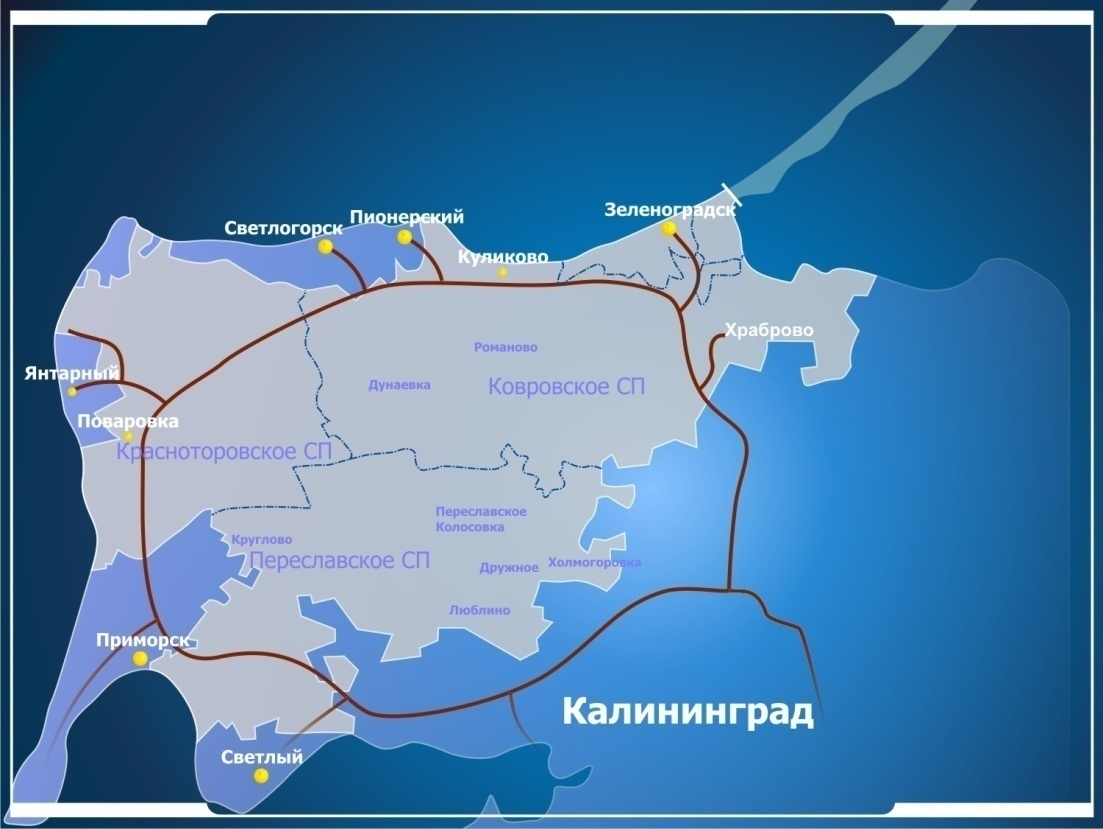 Зеленоградск
Пионерский
Светлогорск
Куликово
Храброво
Романово
Янтарный
Дунаевка
Ковровское СП
Поваровка
Красноторовское СП
Переславское
Колосовка
Круглово
Переславское СП
Дружное
Холмогоровка
Люблино
Приморск
Калининград
Светлый